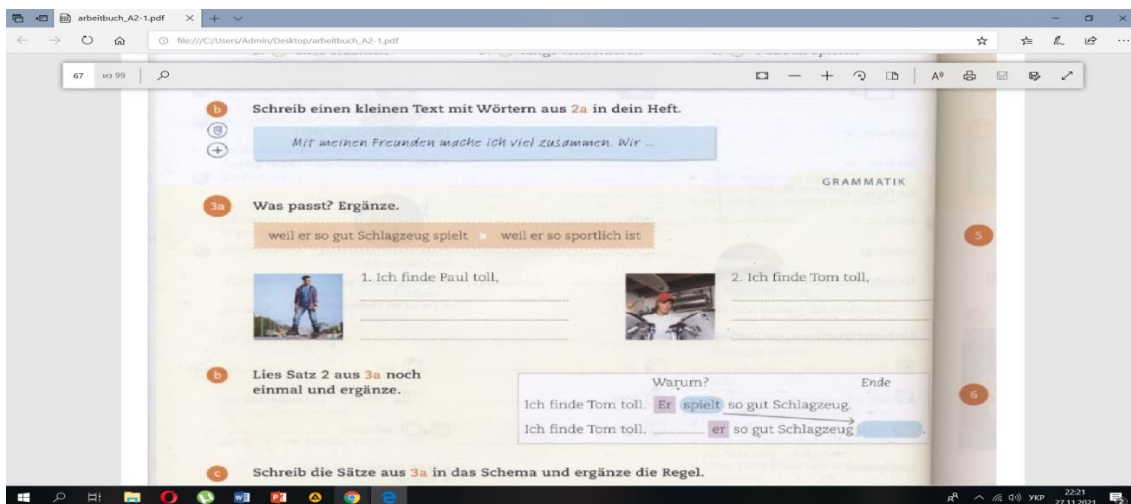 arbeitbuch_A2-1.pdf
file:///C:/Users/Admin/Desktop/arbeitbuch_A2-1.pdf
67 из 99
b Schreib einen kleinen Text mit Wörtern aus 2a in dein Heft.
Mit meinen Freunden mache ich viel zusammen. Wir ...
GRAMMATIK
3a Was passt? Ergänze.
weil er so gut Schlagzeug spielt weil er so sportlich ist
5
1. Ich finde Paul toll,
2. Ich finde Tom toll,
b Lies Satz 2 aus 3a noch
einmal und ergänze.
Warum? Ende
Ich finde Tom toll. Er spielt so gut Schlagzeug.
Ich finde Tom toll, er so gut Schlagzeug .
6
c Schreib die Sätze aus 3a in das Schema und ergänze die Regel.
УКР
22:21
27.11.2021